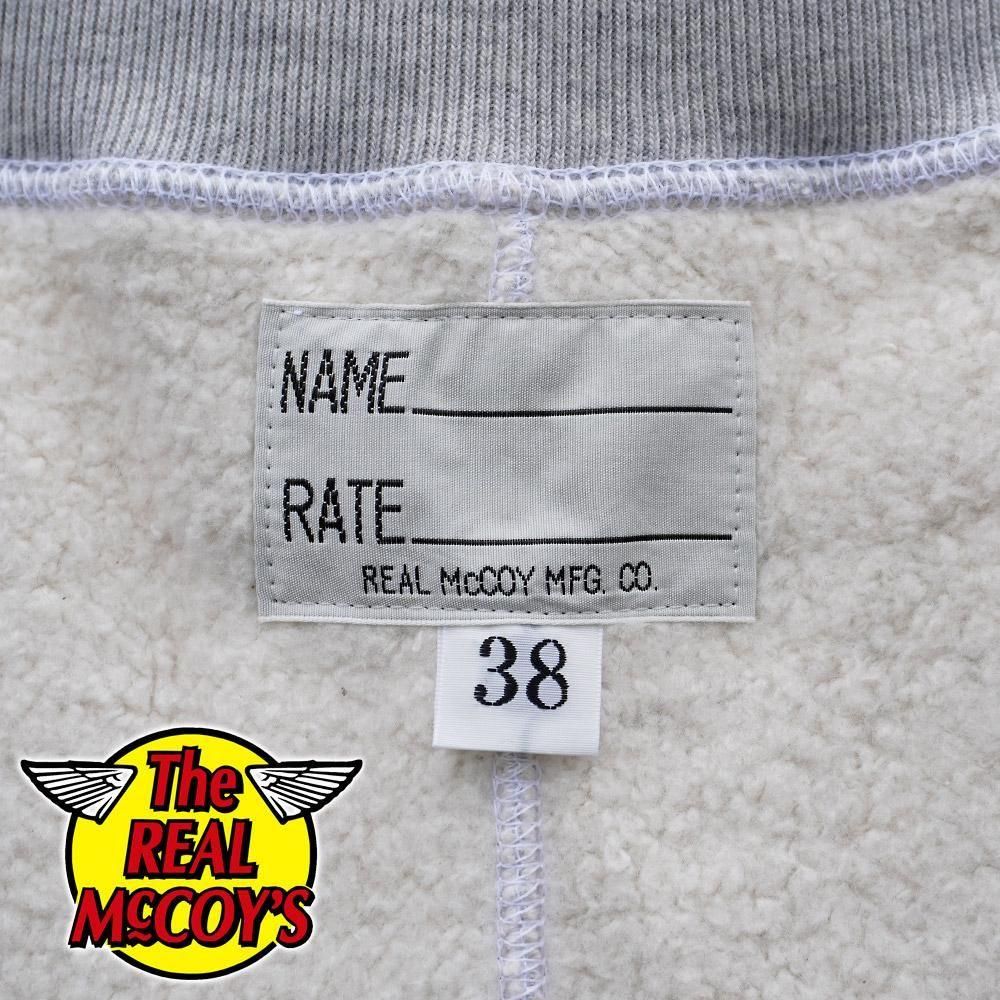 NAME
RATE
REAL McCOY MFG. CO.
38
The
REAL
McCOY'S